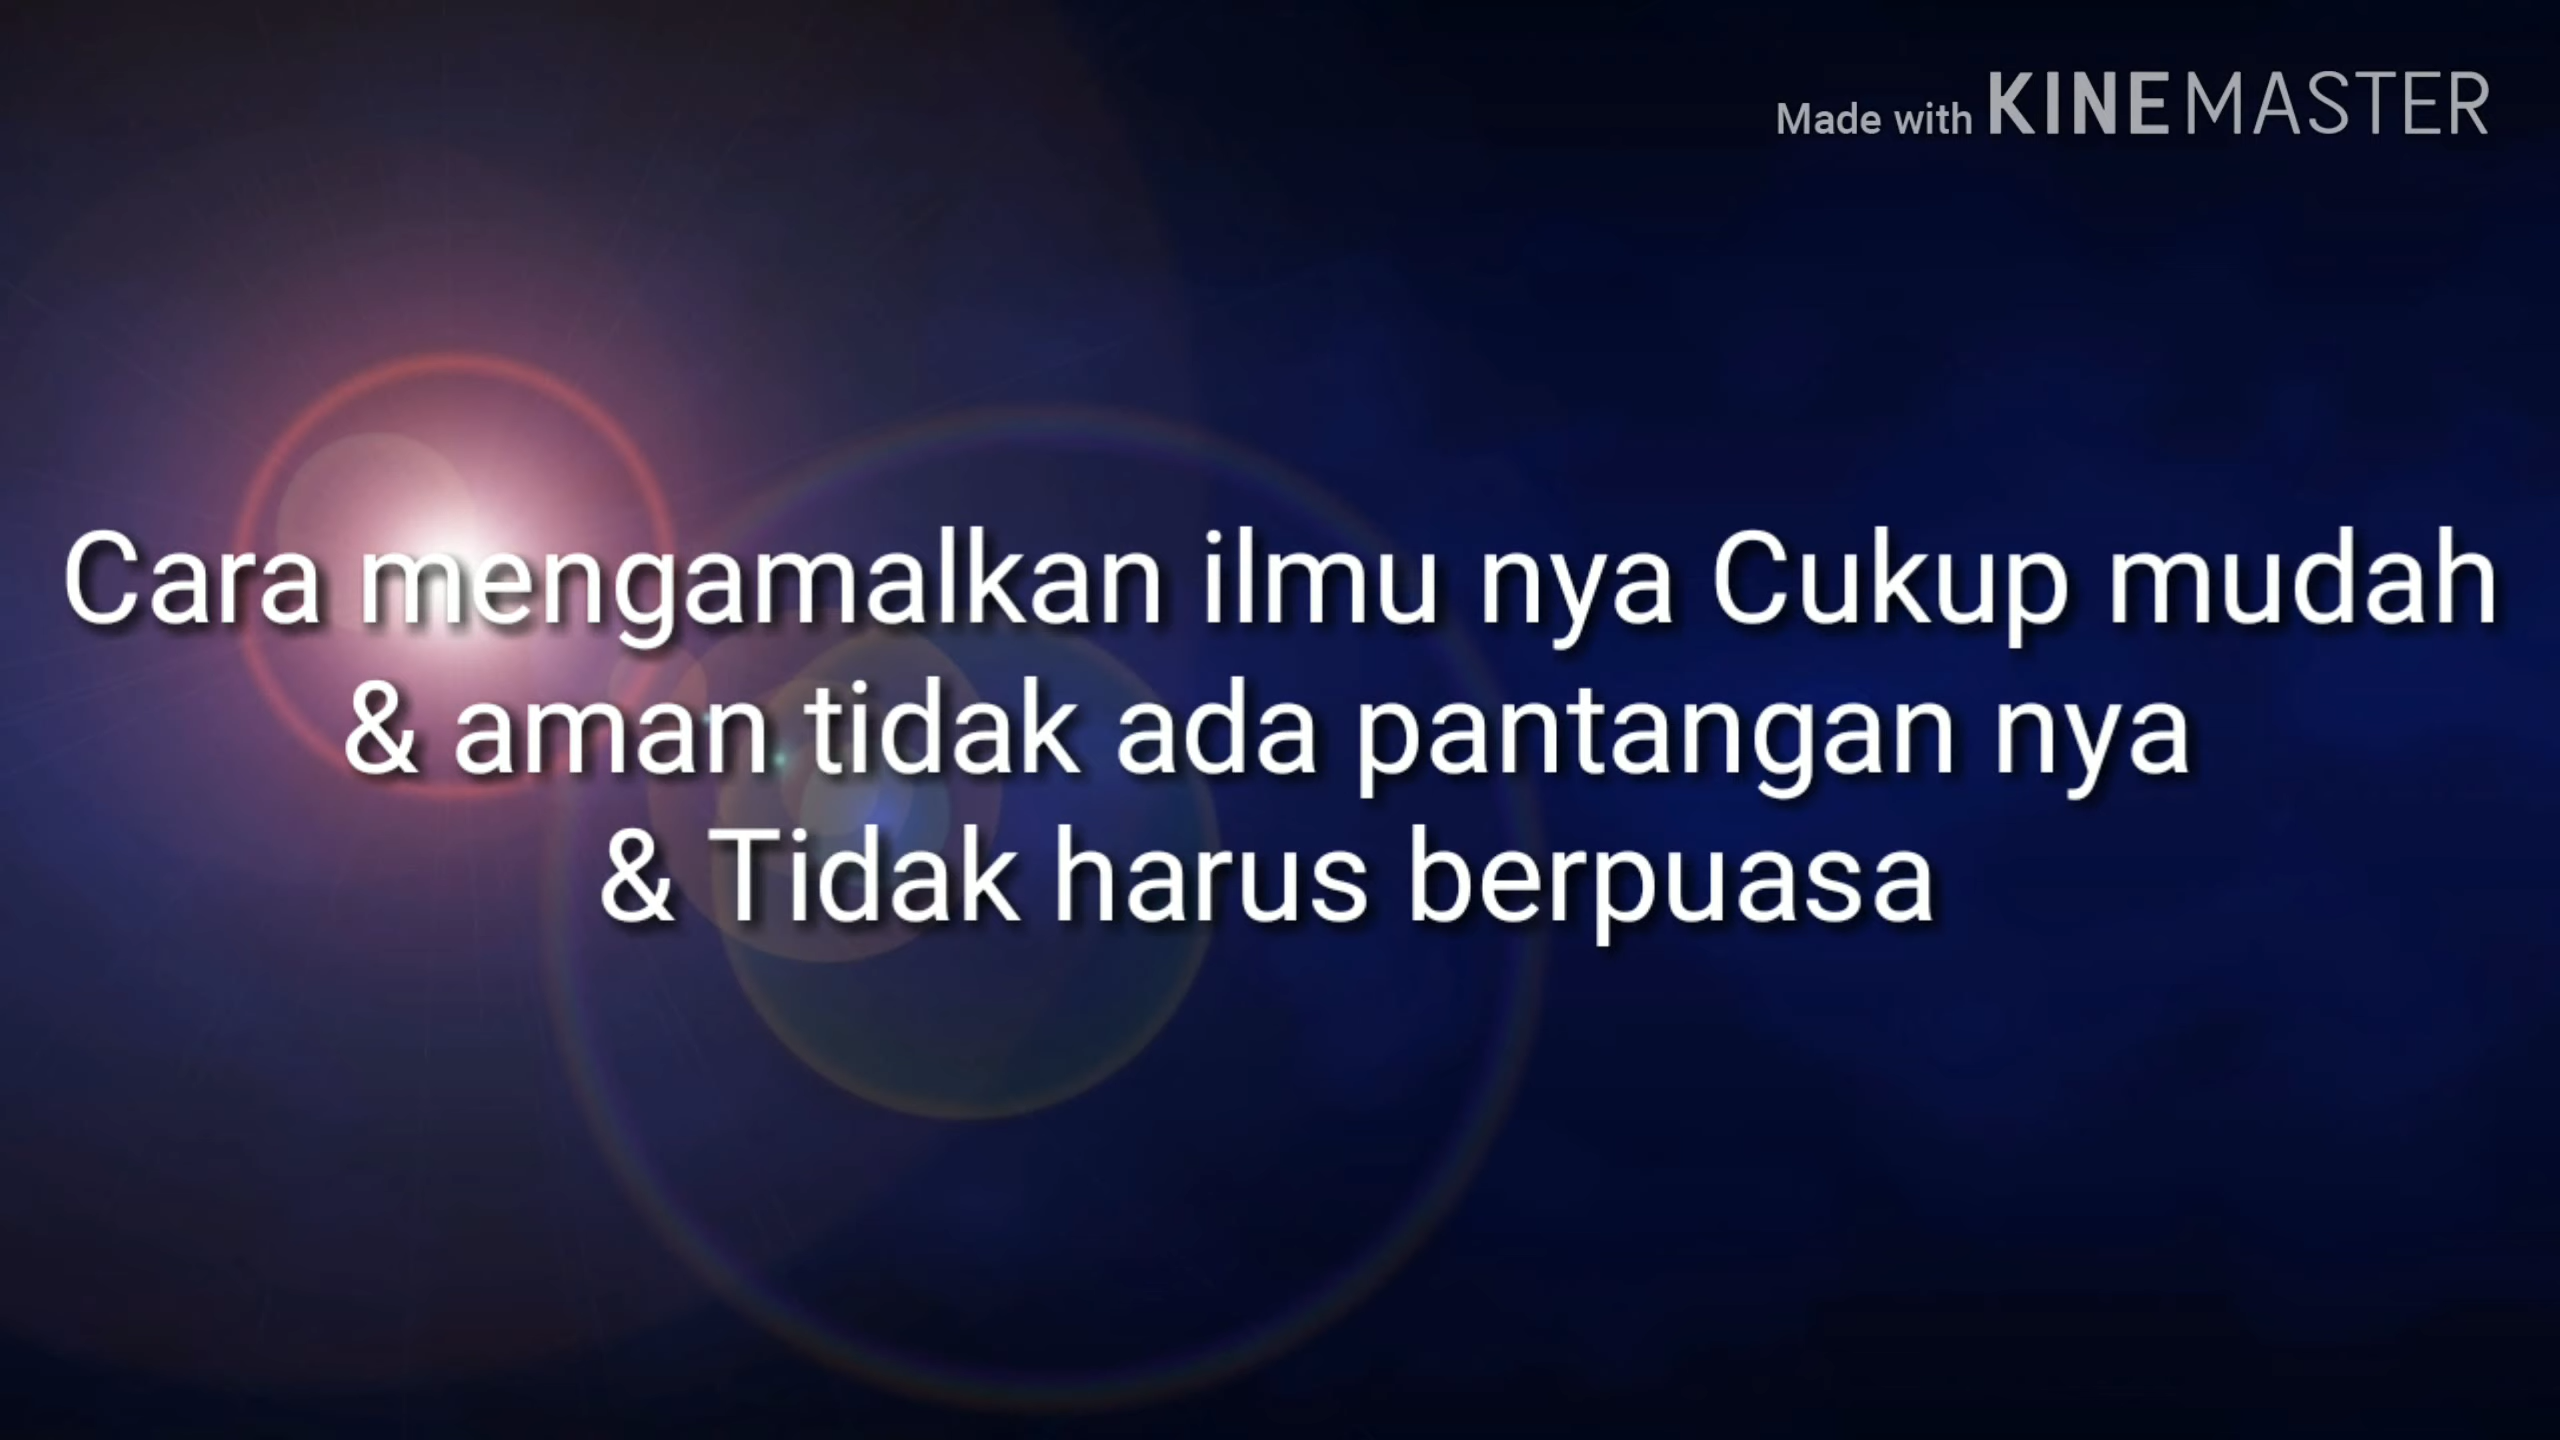 Made with KINEMASTER
Cara mengamalkan ilmu nya Cukup mudah
& aman tidak ada pantangan nya
& Tidak harus berpuasa